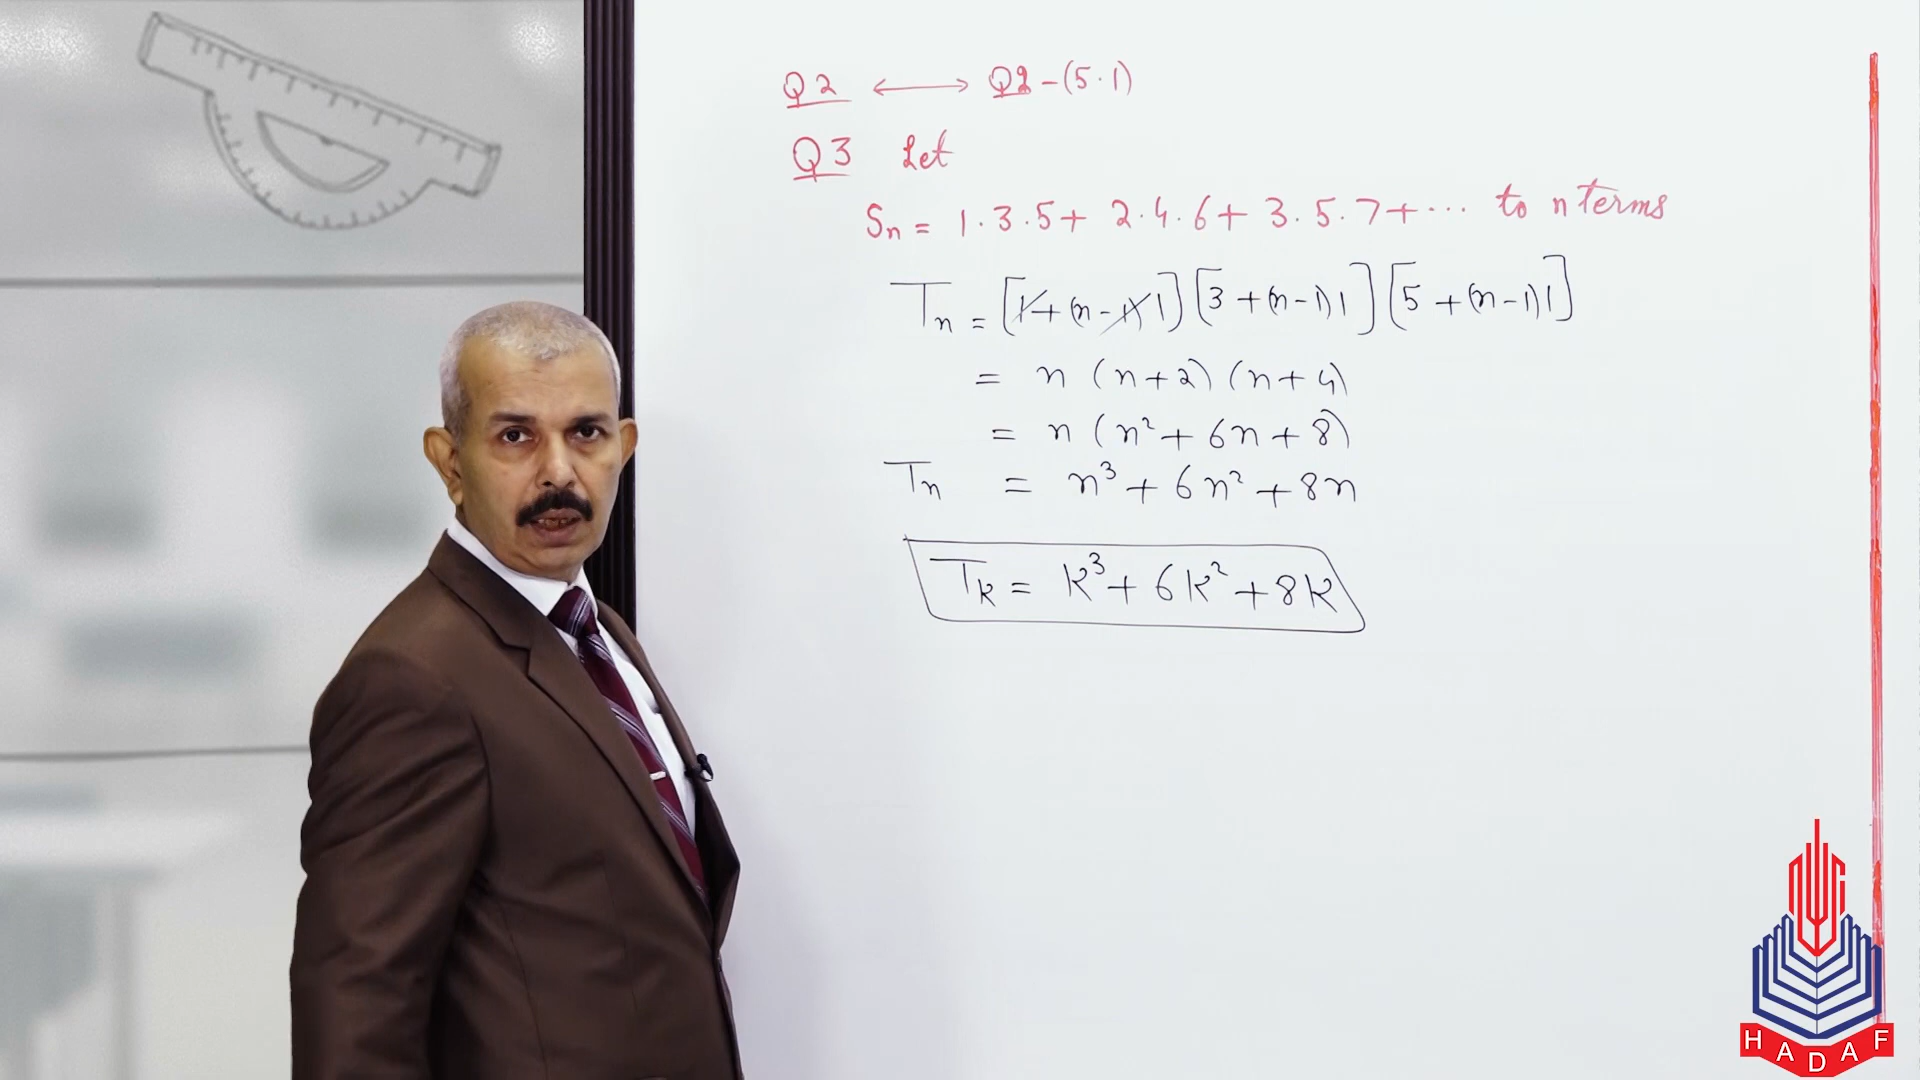 Q2 ⟷ Q2-(5.1)
Q3 Let
Sn = 1.3.5+ 2.4.6+ 3.5.7+... to n terms
Tn = [1+(n-1)1][3+(n-1)1][5+(n-1)1]
= n (n+2) (n+4)
= n (n²+6n+8)
Tn = n³+6n²+8n
Tk = k³+6k²+8k
HADAF